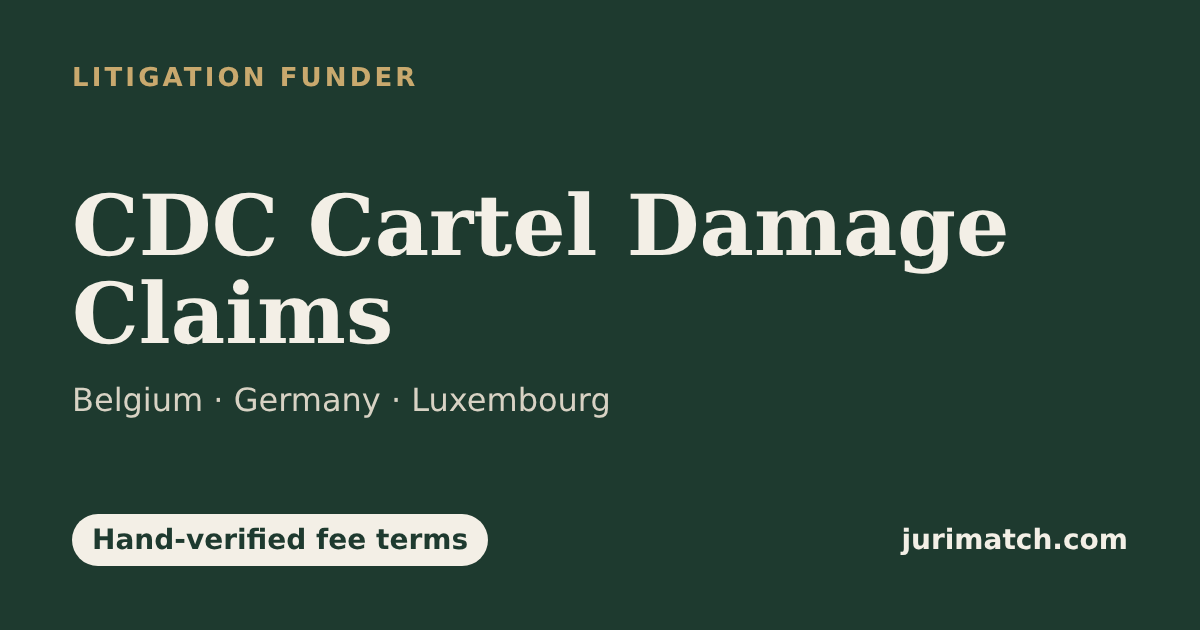 LITIGATION FUNDER
CDC Cartel Damage
Claims
Belgium · Germany · Luxembourg
Hand-verified fee terms
jurimatch.com